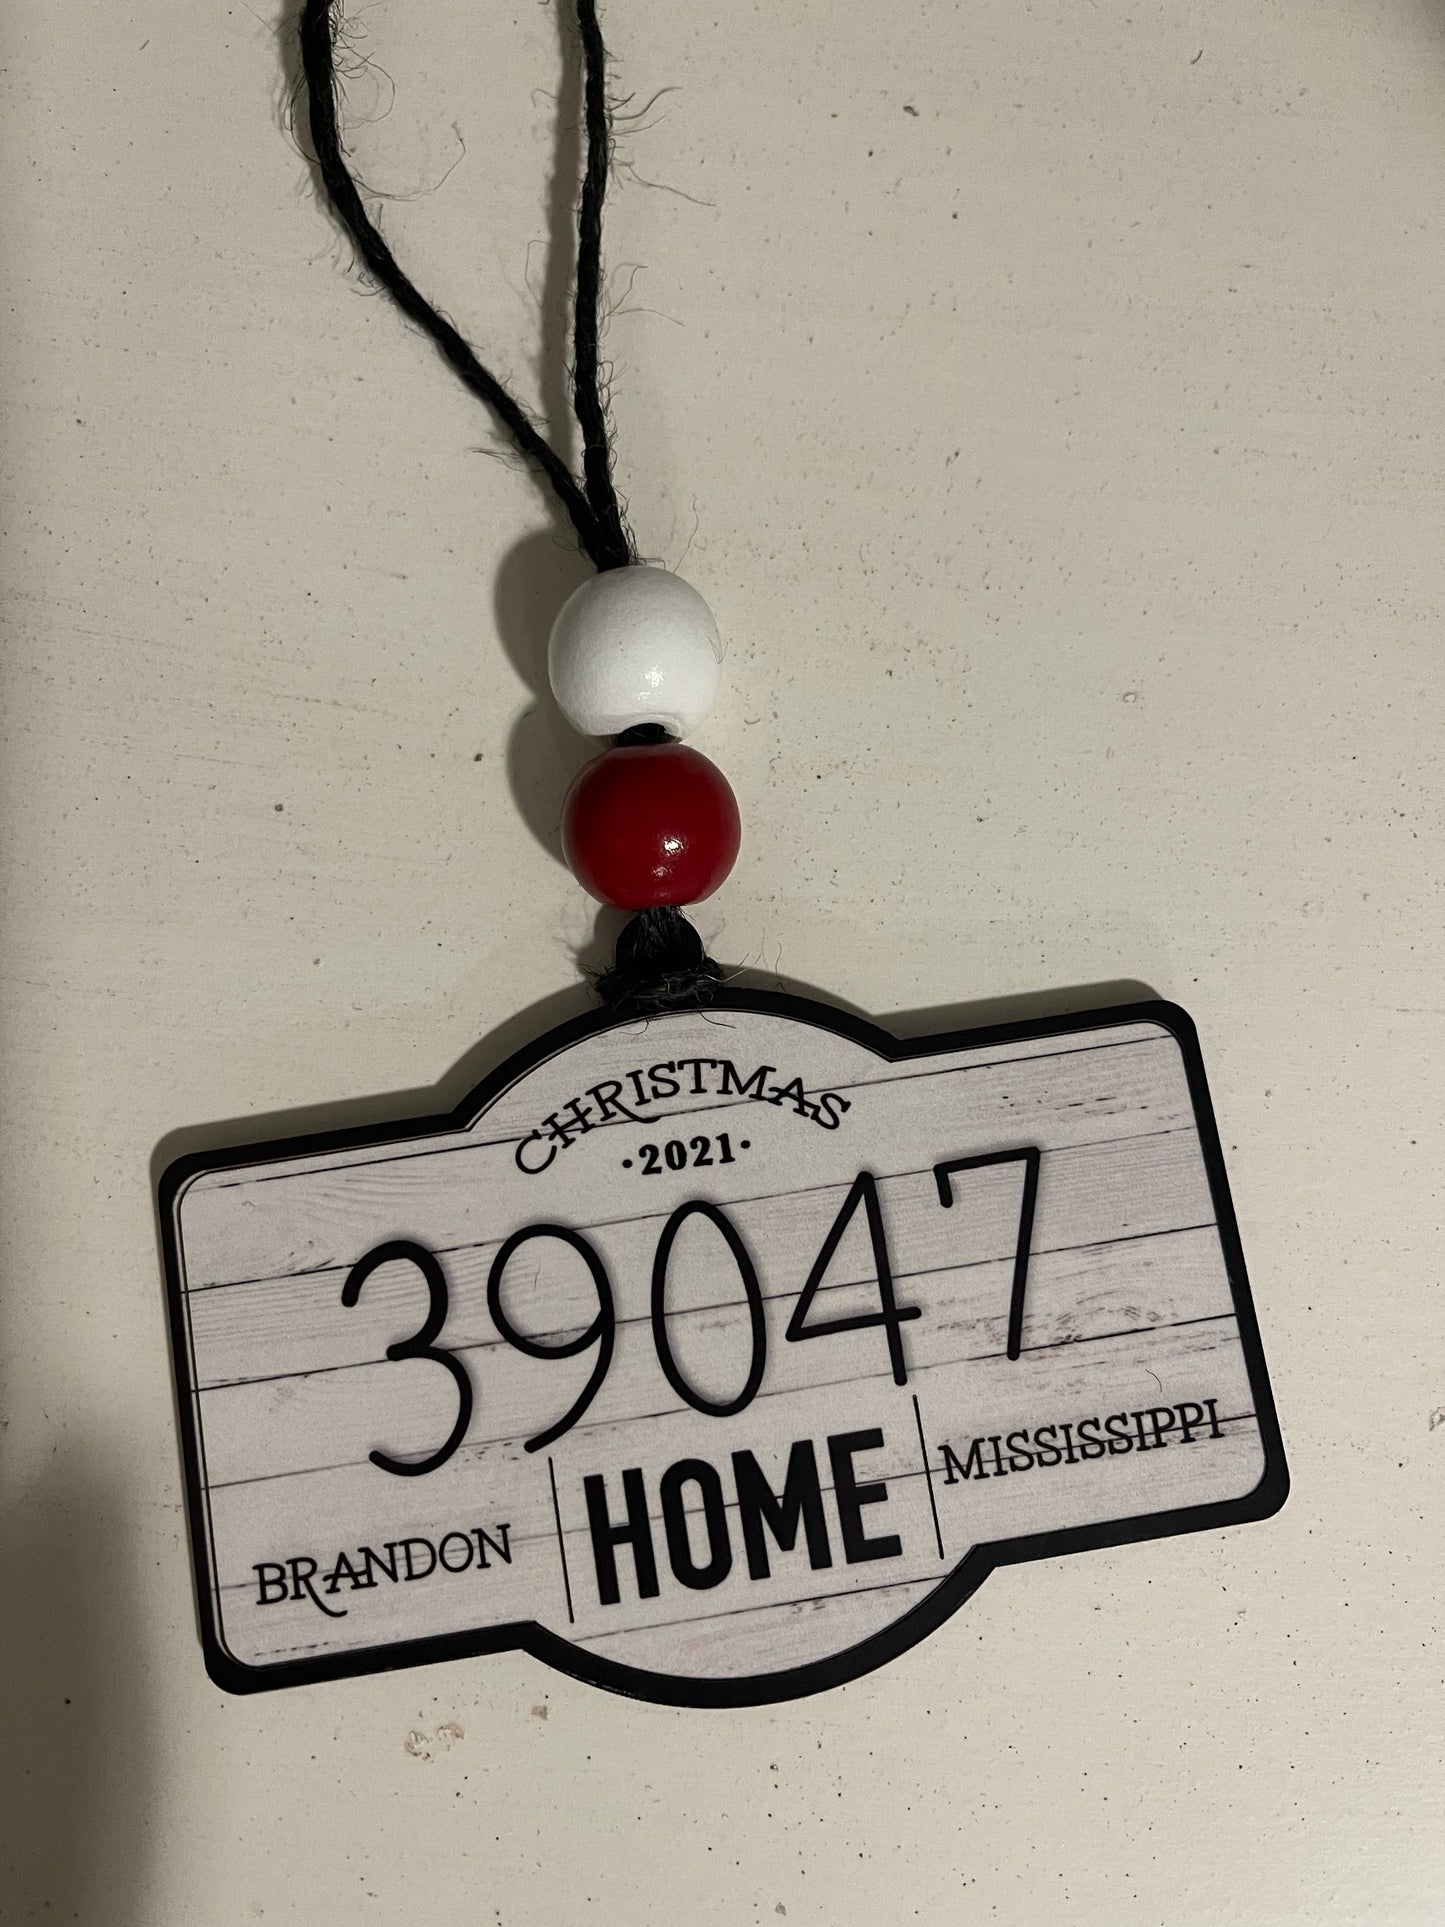 CHRISTMAS
·2021·
39047
BRANDON HOME MISSISSIPPI